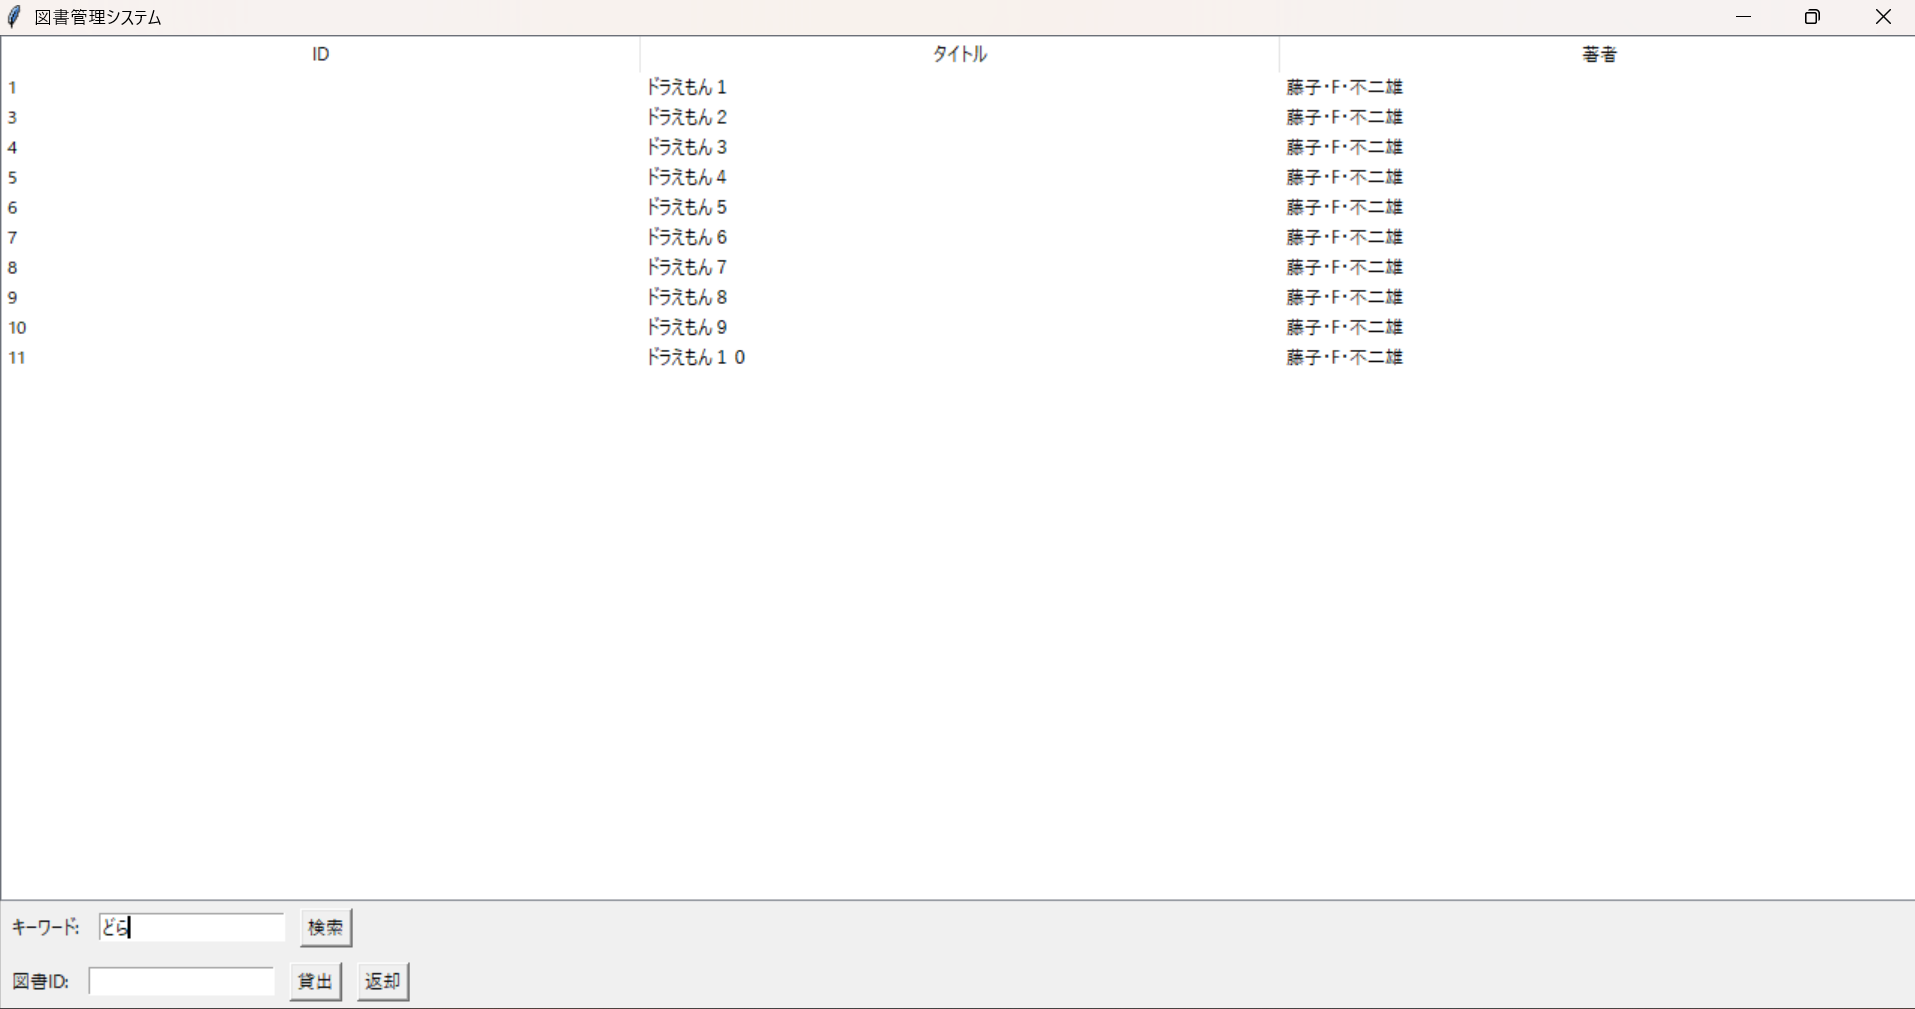 図書管理システム
ID タイトル 著者
1 ドラえもん１ 藤子・F・不二雄
3 ドラえもん２ 藤子・F・不二雄
4 ドラえもん３ 藤子・F・不二雄
5 ドラえもん４ 藤子・F・不二雄
6 ドラえもん５ 藤子・F・不二雄
7 ドラえもん６ 藤子・F・不二雄
8 ドラえもん７ 藤子・F・不二雄
9 ドラえもん８ 藤子・F・不二雄
10 ドラえもん９ 藤子・F・不二雄
11 ドラえもん１０ 藤子・F・不二雄
キーワード: どら 検索
図書ID: 貸出 返却